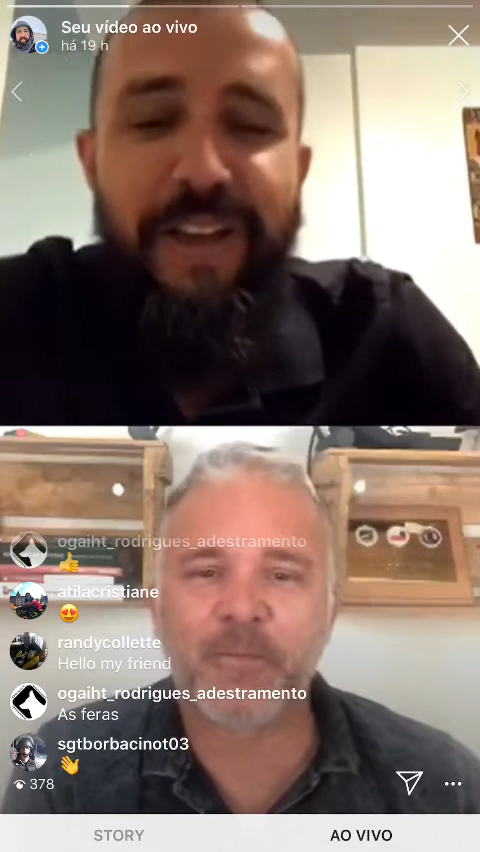 Seu vídeo ao vivo
há 19 h
ogaiht_rodrigues_adestramento
👍
atilacristiane
😍
randycollette
Hello my friend
ogaiht_rodrigues_adestramento
As feras
sgtborbacinot03
👋
378
STORY
AO VIVO